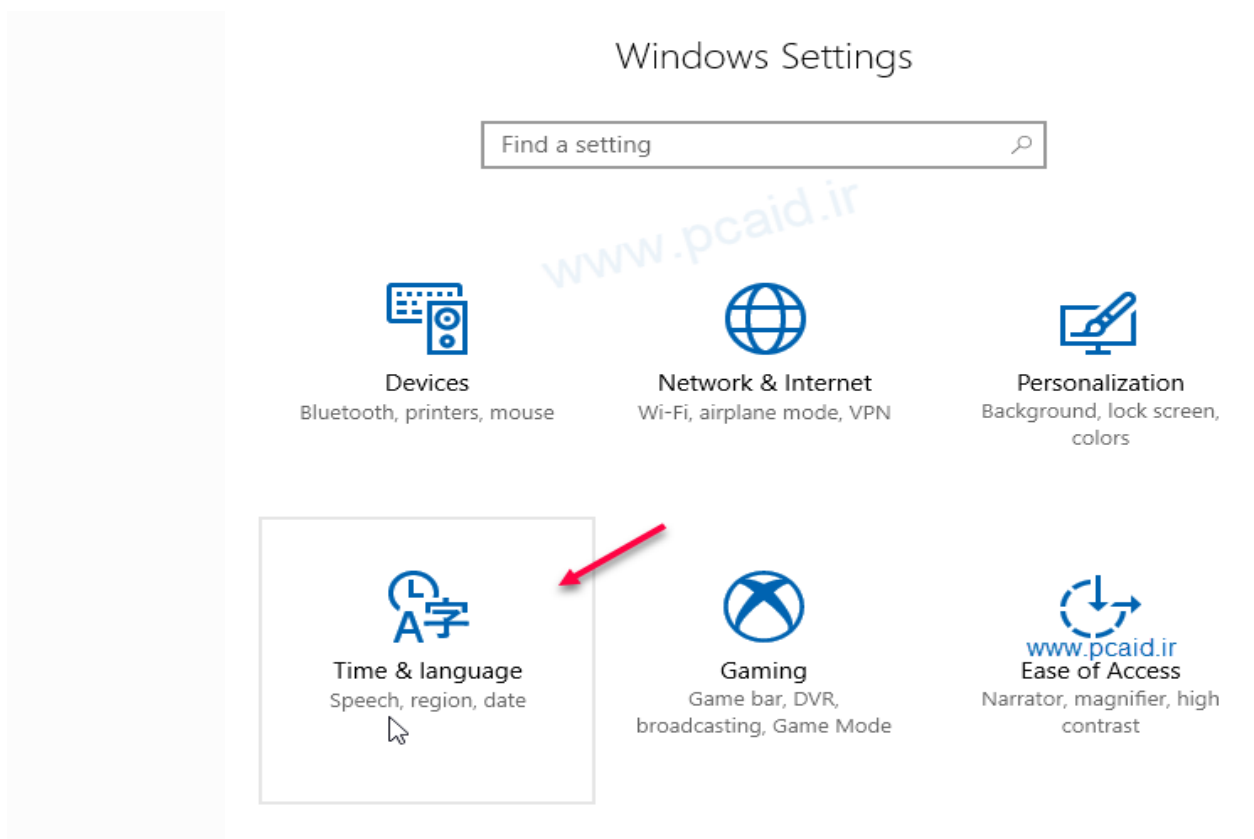 Windows Settings
Find a setting
www.pcaid.ir
Devices
Bluetooth, printers, mouse
Network & Internet
Wi-Fi, airplane mode, VPN
Personalization
Background, lock screen,
colors
A字
Time & language
Speech, region, date
Gaming
Game bar, DVR,
broadcasting, Game Mode
www.pcaid.ir
Ease of Access
Narrator, magnifier, high
contrast